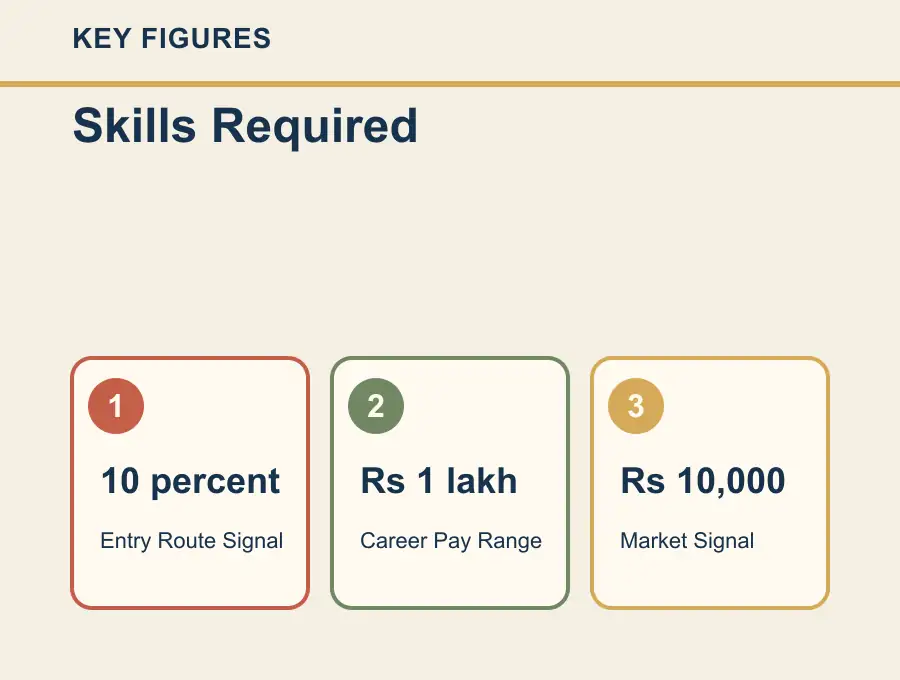 KEY FIGURES
Skills Required
1
10 percent
Entry Route Signal
2
Rs 1 lakh
Career Pay Range
3
Rs 10,000
Market Signal